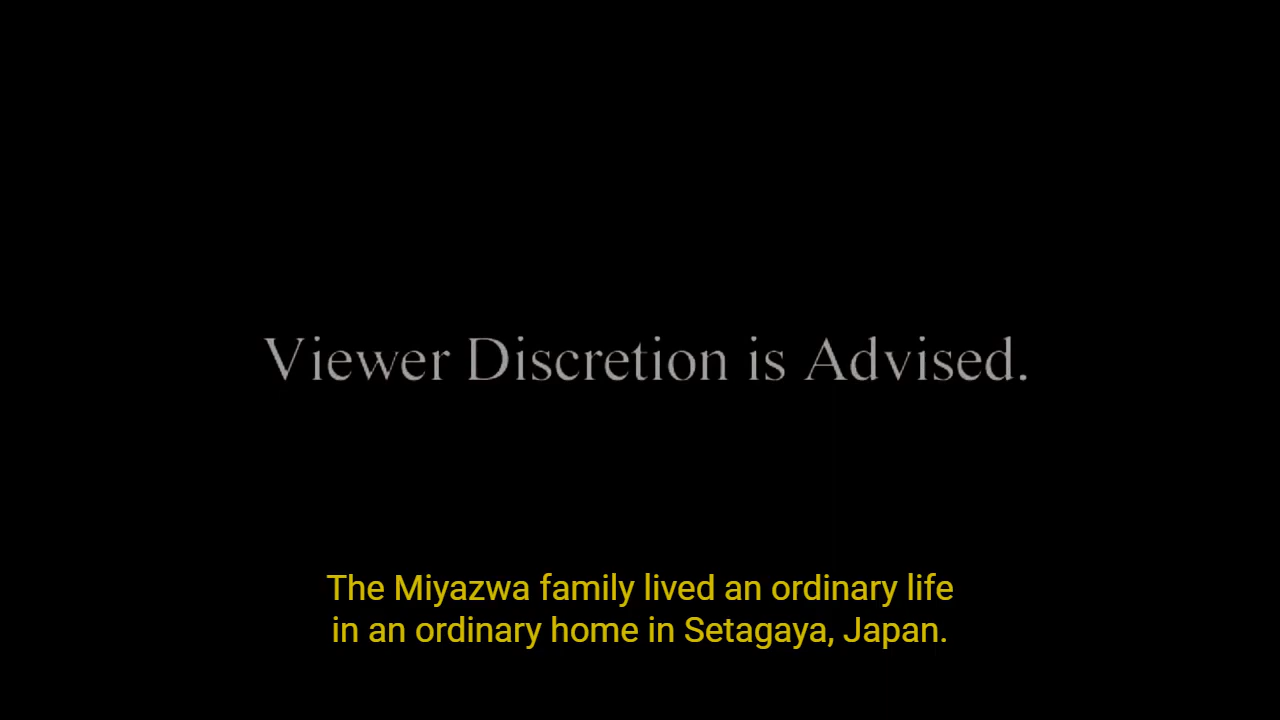 Viewer Discretion is Advised.
The Miyazwa family lived an ordinary life
in an ordinary home in Setagaya, Japan.